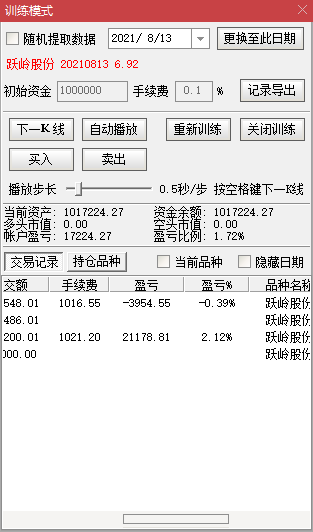 训练模式
随机提取数据 2021/ 8/13 更换至此日期
跃岭股份 20210813 6.92
初始资金 1000000 手续费 0.1 % 记录导出
下一K线 自动播放 重新训练 关闭训练
买入 卖出
播放步长 0.5秒/步 按空格键下一K线
当前资产: 1017224.27 资金余额: 1017224.27
多头市值: 0.00 空头市值: 0.00
帐户盈亏: 17224.27 盈亏比例: 1.72%
交易记录 持仓品种 当前品种 隐藏日期
交额 手续费 盈亏 盈亏% 品种名称
548.01 1016.55 -3954.55 -0.39% 跃岭股份
486.01 跃岭股份
200.01 1021.20 21178.81 2.12% 跃岭股份
000.00 跃岭股份